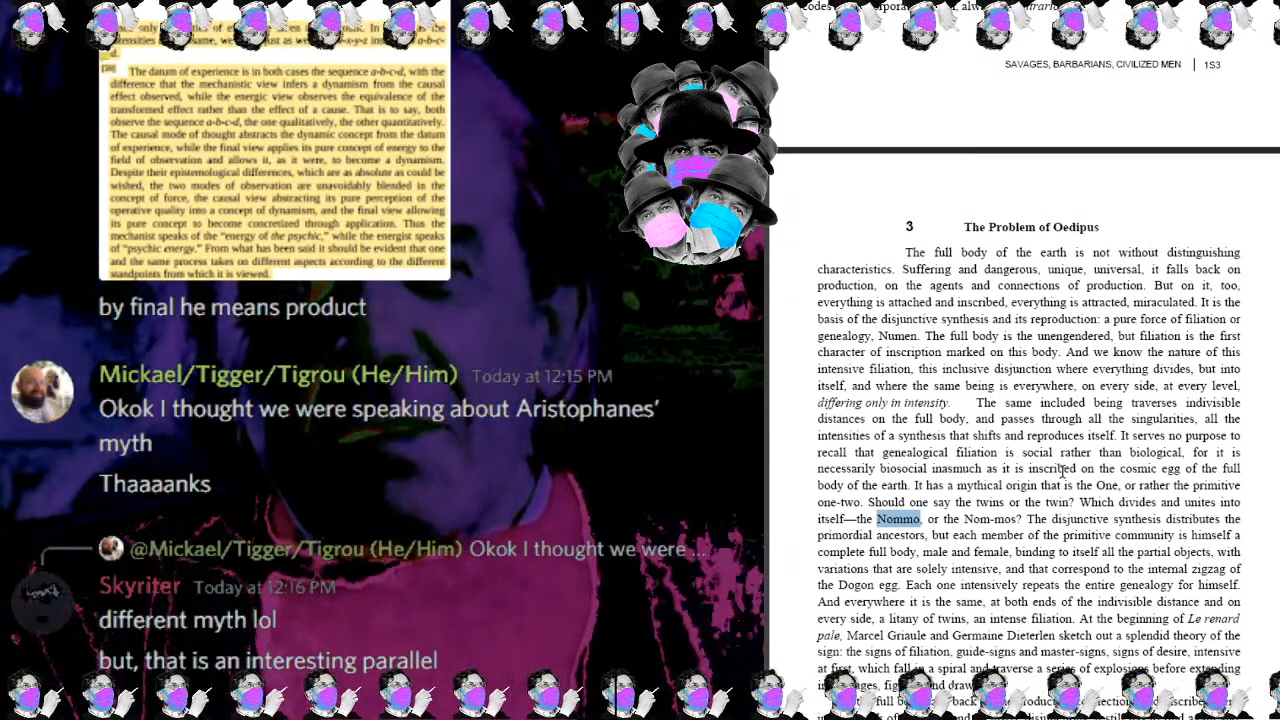 The datum of experience is in both cases the sequence a-b-c-d, with the
difference that the mechanistic view infers a dynamism from the causal
effect observed, while the energic view observes the equivalence of the
transformed effect rather than the effect of a cause. That is to say, both
observe the sequence a-b-c-d, the one qualitatively, the other quantitatively.
The causal mode of thought abstracts the dynamic concept from the datum
of experience, while the final view applies its pure concept of energy to the
field of observation and allows it, as it were, to become a dynamism.
Despite their epistemological differences, which are as absolute as could be
wished, the two modes of observation are unavoidably blended in the
concept of force, the causal view abstracting its pure perception of the
operative quality into a concept of dynamism, and the final view allowing
its pure concept to become concretized through application. Thus the
mechanist speaks of the "energy of the psychic," while the energist speaks
of "psychic energy." From what has been said it should be evident that one
and the same process takes on different aspects according to the different
standpoints from which it is viewed.
by final he means product
Mickael/Tigger/Tigrou (He/Him) Today at 12:15 PM
Okok I thought we were speaking about Aristophanes'
myth
Thaaaanks
@Mickael/Tigger/Tigrou (He/Him) Okok I thought we were ...
Skyriter Today at 12:16 PM
different myth lol
but, that is an interesting parallel
SAVAGES, BARBARIANS, CIVILIZED MEN | 1S3
3 The Problem of Oedipus
The full body of the earth is not without distinguishing
characteristics. Suffering and dangerous, unique, universal, it falls back on
production, on the agents and connections of production. But on it, too,
everything is attached and inscribed, everything is attracted, miraculated. It is the
basis of the disjunctive synthesis and its reproduction: a pure force of filiation or
genealogy, Numen. The full body is the unengendered, but filiation is the first
character of inscription marked on this body. And we know the nature of this
intensive filiation, this inclusive disjunction where everything divides, but into
itself, and where the same being is everywhere, on every side, at every level,
differing only in intensity. The same included being traverses indivisible
distances on the full body, and passes through all the singularities, all the
intensities of a synthesis that shifts and reproduces itself. It serves no purpose to
recall that genealogical filiation is social rather than biological, for it is
necessarily biosocial inasmuch as it is inscribed on the cosmic egg of the full
body of the earth. It has a mythical origin that is the One, or rather the primitive
one-two. Should one say the twins or the twin? Which divides and unites into
itself—the Nommo, or the Nom-mos? The disjunctive synthesis distributes the
primordial ancestors, but each member of the primitive community is himself a
complete full body, male and female, binding to itself all the partial objects, with
variations that are solely intensive, and that correspond to the internal zigzag of
the Dogon egg. Each one intensively repeats the entire genealogy for himself.
And everywhere it is the same, at both ends of the indivisible distance and on
every side, a litany of twins, an intense filiation. At the beginning of Le renard
pale, Marcel Griaule and Germaine Dieterlen sketch out a splendid theory of the
sign: the signs of filiation, guide-signs and master-signs, signs of desire, intensive
at first, which fall in a spiral and traverse a series of explosions before extending